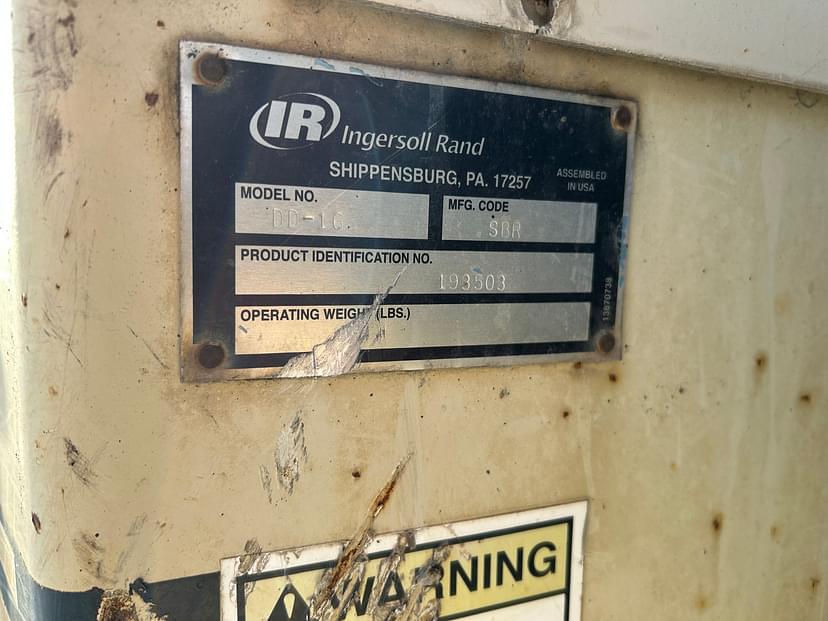 IR Ingersoll Rand
SHIPPENSBURG, PA. 17257
ASSEMBLED
IN USA
MODEL NO.
DD-16
MFG. CODE
SBR
PRODUCT IDENTIFICATION NO.
193503
OPERATING WEIGHT (LBS.)
13670738
WARNING